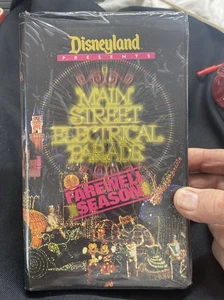 Disneyland
PRESENTS
MAIN
STREET
ELECTRICAL
PARADE
FAREWELL
SEASON